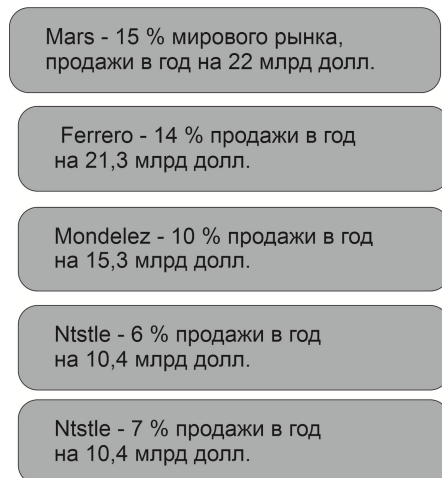 Mars - 15 % мирового рынка,
продажи в год на 22 млрд долл.
Ferrero - 14 % продажи в год
на 21,3 млрд долл.
Mondelez - 10 % продажи в год
на 15,3 млрд долл.
Ntstle - 6 % продажи в год
на 10,4 млрд долл.
Ntstle - 7 % продажи в год
на 10,4 млрд долл.